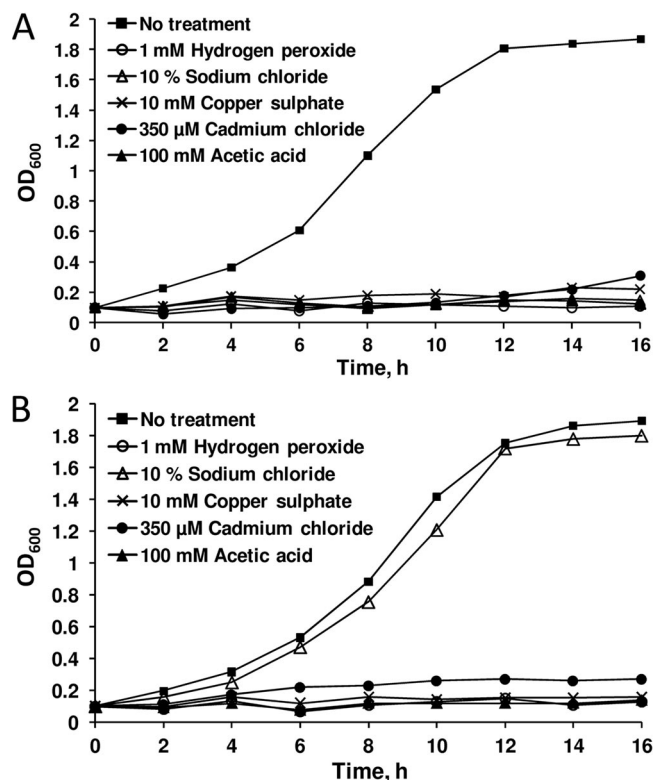 A
2
1.8
1.6
1.4
1.2
1
0.8
0.6
0.4
0.2
0
OD600
No treatment
1 mM Hydrogen peroxide
10 % Sodium chloride
10 mM Copper sulphate
350 µM Cadmium chloride
100 mM Acetic acid
0 2 4 6 8 10 12 14 16
Time, h
B
2
1.8
1.6
1.4
1.2
1
0.8
0.6
0.4
0.2
0
OD600
No treatment
1 mM Hydrogen peroxide
10 % Sodium chloride
10 mM Copper sulphate
350 µM Cadmium chloride
100 mM Acetic acid
0 2 4 6 8 10 12 14 16
Time, h